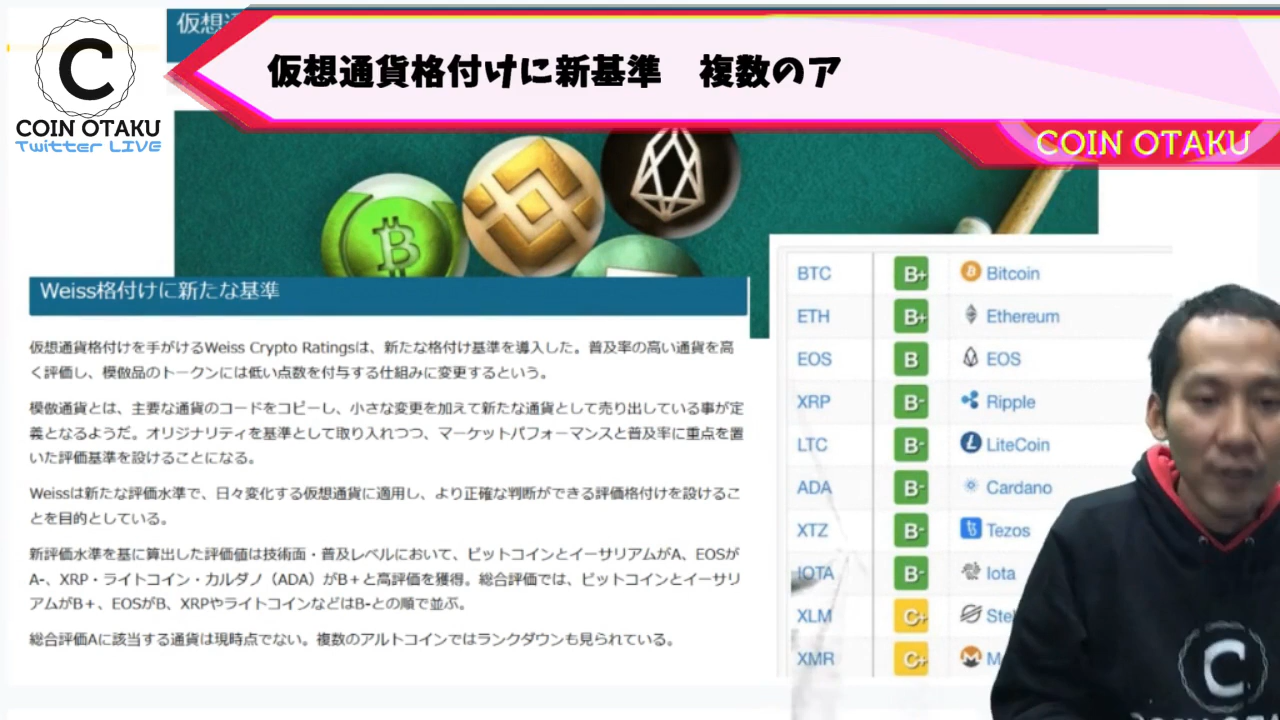 仮想通
仮想通貨格付けに新基準 複数のア
COIN OTAKU
Twitter LIVE
COIN OTAKU
Weiss格付けに新たな基準
仮想通貨格付けを手がけるWeiss Crypto Ratingsは、新たな格付け基準を導入した。普及率の高い通貨を高
く評価し、模倣品のトークンには低い点数を付与する仕組みに変更するという。
模倣通貨とは、主要な通貨のコードをコピーし、小さな変更を加えて新たな通貨として売り出している事が定
義となるようだ。オリジナリティを基準として取り入れつつ、マーケットパフォーマンスと普及率に重点を置
いた評価基準を設けることになる。
Weissは新たな評価水準で、日々変化する仮想通貨に適用し、より正確な判断ができる評価格付けを設けるこ
とを目的としている。
新評価水準を基に算出した評価値は技術面・普及レベルにおいて、ビットコインとイーサリアムがA、EOSが
A-、XRP・ライトコイン・カルダノ（ADA）がB＋と高評価を獲得。総合評価では、ビットコインとイーサリ
アムがB＋、EOSがB、XRPやライトコインなどはB-との順で並ぶ。
総合評価Aに該当する通貨は現時点でない。複数のアルトコインではランクダウンも見られている。
BTC B+ Bitcoin
ETH B+ Ethereum
EOS B EOS
XRP B- Ripple
LTC B- LiteCoin
ADA B- Cardano
XTZ B- Tezos
IOTA B- Iota
XLM C+ Ste
XMR C+ M
C